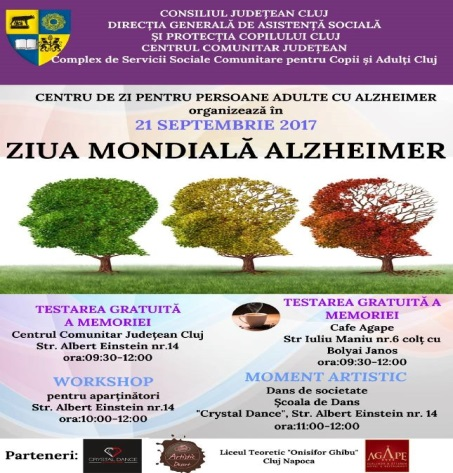 CONSILIUL JUDEȚEAN CLUJ
DIRECȚIA GENERALĂ DE ASISTENȚĂ SOCIALĂ
ȘI PROTECȚIA COPILULUI CLUJ
CENTRUL COMUNITAR JUDEȚEAN
Complex de Servicii Sociale Comunitare pentru Copii și Adulți Cluj
CENTRU DE ZI PENTRU PERSOANE ADULTE CU ALZHEIMER
organizează în
21 SEPTEMBRIE 2017
ZIUA MONDIALĂ ALZHEIMER
TESTAREA GRATUITĂ
A MEMORIEI
Centrul Comunitar Județean Cluj
Str. Albert Einstein nr.14
ora:09:30-12:00
TESTAREA GRATUITĂ A
MEMORIEI
Cafe Agape
Str Iuliu Maniu nr.6 colț cu
Bolyai Janos
ora:09:30-12:00
WORKSHOP
pentru aparținători
Str. Albert Einstein nr.14
ora:10:00-12:00
MOMENT ARTISTIC
Dans de societate
Școala de Dans
"Crystal Dance", Str. Albert Einstein nr. 14
ora:11:00-12:00
Parteneri:
CRYSTAL DANCE
Liceul Teoretic "Onisifor Ghibu"
Cluj Napoca
AGAPE